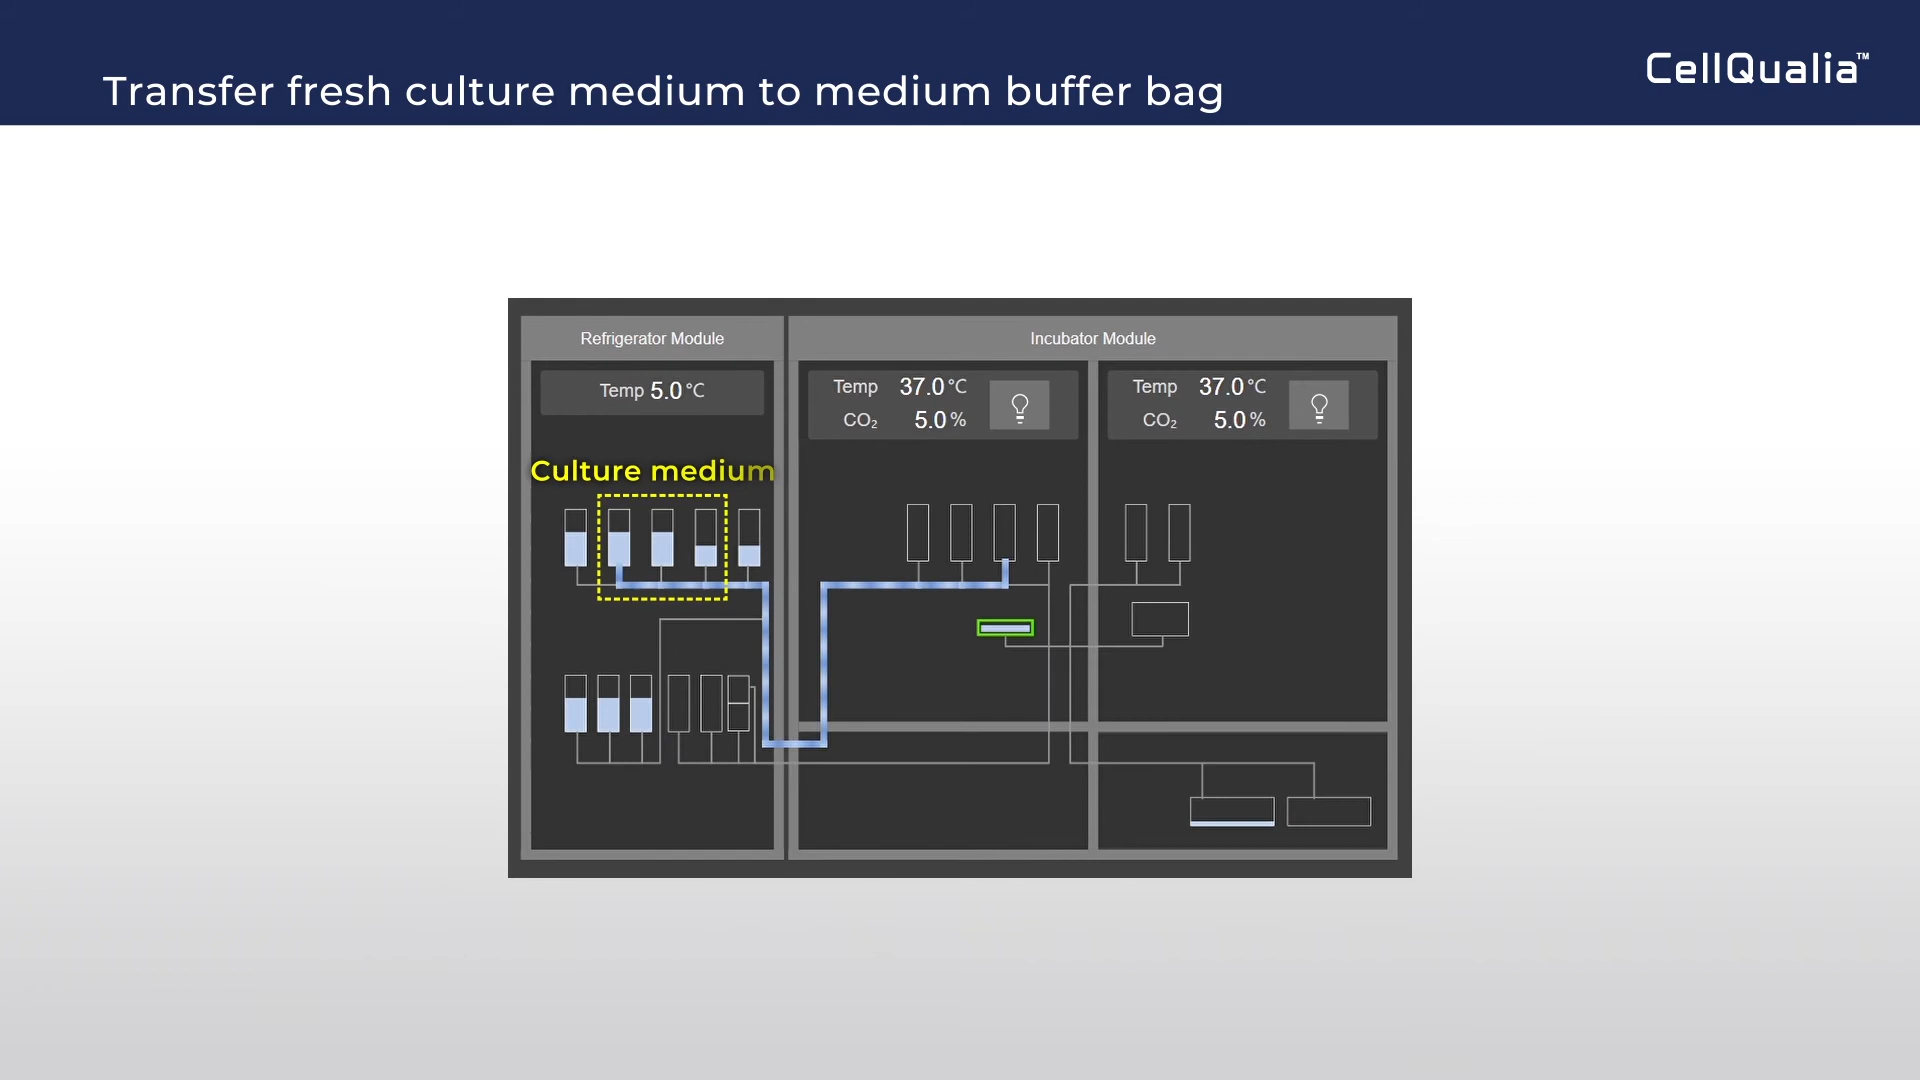 Transfer fresh culture medium to medium buffer bag
CellQualia™
Refrigerator Module
Incubator Module
Temp 5.0 °C
Temp 37.0 °C
CO₂ 5.0 %
Temp 37.0 °C
CO₂ 5.0 %
Culture medium